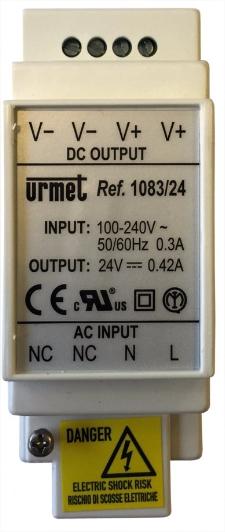 V− V− V+ V+
DC OUTPUT
urmet Ref. 1083/24
INPUT: 100-240V ~
50/60Hz 0.3A
OUTPUT: 24V ⎓ 0.42A
CE c RU US
AC INPUT
NC NC N L
DANGER
ELECTRIC SHOCK RISK
RISCHIO DI SCOSSE ELETTRICHE